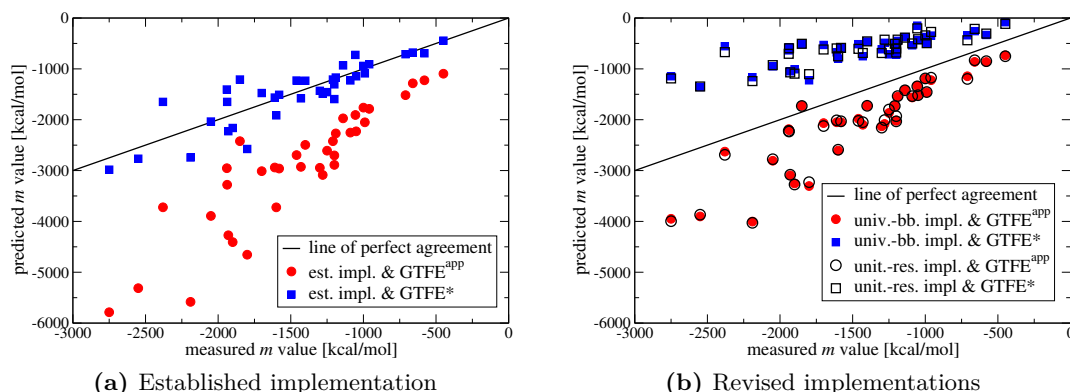 0
-1000
-2000
-3000
-4000
-5000
-6000
predicted m value [kcal/mol]
line of perfect agreement
est. impl. & GTFE^app
est. impl. & GTFE*
-3000 -2500 -2000 -1500 -1000 -500 0
measured m value [kcal/mol]
(a) Established implementation
0
-1000
-2000
-3000
-4000
-5000
-6000
predicted m value [kcal/mol]
line of perfect agreement
univ.-bb. impl. & GTFE^app
univ.-bb. impl. & GTFE*
unit.-res. impl. & GTFE^app
unit.-res. impl & GTFE*
-3000 -2500 -2000 -1500 -1000 -500 0
measured m value [kcal/mol]
(b) Revised implementations